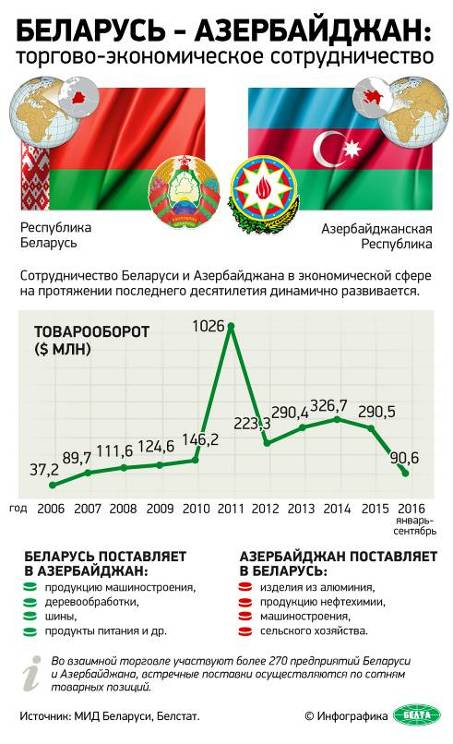 БЕЛАРУСЬ - АЗЕРБАЙДЖАН:
торгово-экономическое сотрудничество
Республика
Беларусь
Азербайджанская
Республика
Сотрудничество Беларуси и Азербайджана в экономической сфере
на протяжении последнего десятилетия динамично развивается.
ТОВАРООБОРОТ
($ МЛН)
37,2
89,7
111,6
124,6
146,2
1026
223,3
290,4
326,7
290,5
90,6
год 2006 2007 2008 2009 2010 2011 2012 2013 2014 2015 2016
январь-
сентябрь
БЕЛАРУСЬ ПОСТАВЛЯЕТ
В АЗЕРБАЙДЖАН:
продукцию машиностроения,
деревообработки,
шины,
продукты питания и др.
АЗЕРБАЙДЖАН ПОСТАВЛЯЕТ
В БЕЛАРУСЬ:
изделия из алюминия,
продукцию нефтехимии,
машиностроения,
сельского хозяйства.
i
Во взаимной торговле участвуют более 270 предприятий Беларуси
и Азербайджана, встречные поставки осуществляются по сотням
товарных позиций.
Источник: МИД Беларуси, Белстат.
© Инфографика
БЕЛТА